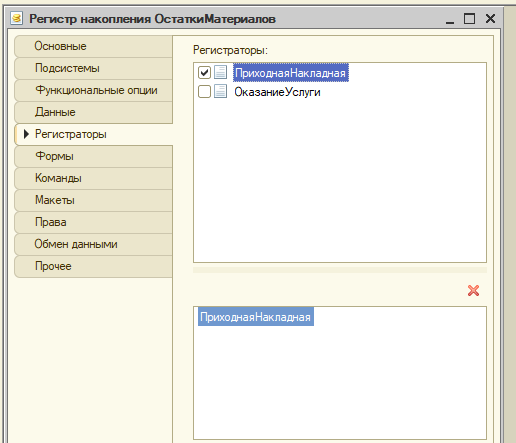 Регистр накопления ОстаткиМатериалов
Основные
Подсистемы
Функциональные опции
Данные
Регистраторы
Формы
Команды
Макеты
Права
Обмен данными
Прочее
Регистраторы:
ПриходнаяНакладная
ОказаниеУслуги
ПриходнаяНакладная